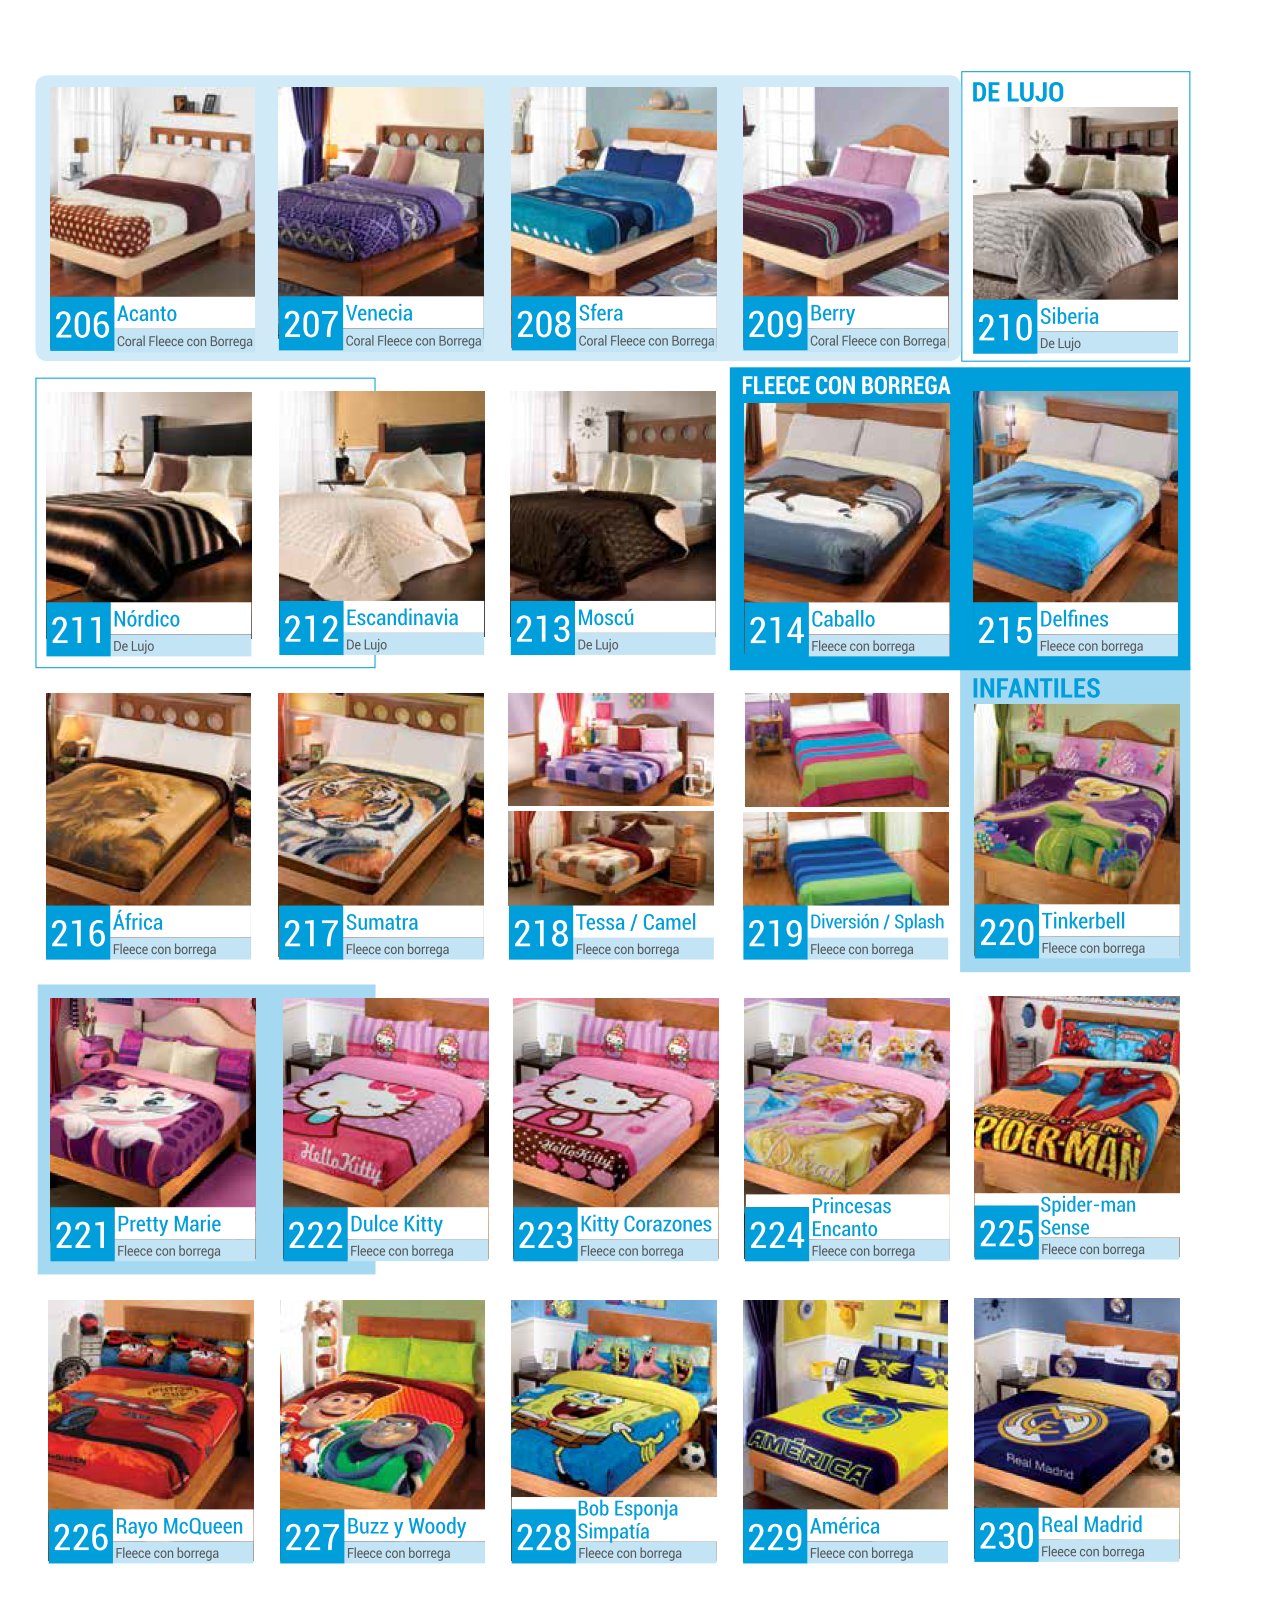 DE LUJO
206 Acanto
Coral Fleece con Borrega
207 Venecia
Coral Fleece con Borrega
208 Sfera
Coral Fleece con Borrega
209 Berry
Coral Fleece con Borrega
210 Siberia
De Lujo
FLEECE CON BORREGA
211 Nórdico
De Lujo
212 Escandinavia
De Lujo
213 Moscú
De Lujo
214 Caballo
Fleece con borrega
215 Delfines
Fleece con borrega
INFANTILES
216 África
Fleece con borrega
217 Sumatra
Fleece con borrega
218 Tessa / Camel
Fleece con borrega
219 Diversión / Splash
Fleece con borrega
220 Tinkerbell
Fleece con borrega
HelloKitty
HelloKitty
PIDER-MAN
221 Pretty Marie
Fleece con borrega
222 Dulce Kitty
Fleece con borrega
223 Kitty Corazones
Fleece con borrega
224 Princesas
Encanto
Fleece con borrega
225 Spider-man
Sense
Fleece con borrega
AMÉRICA
Real Madrid
226 Rayo McQueen
Fleece con borrega
227 Buzz y Woody
Fleece con borrega
228 Bob Esponja
Simpatía
Fleece con borrega
229 América
Fleece con borrega
230 Real Madrid
Fleece con borrega